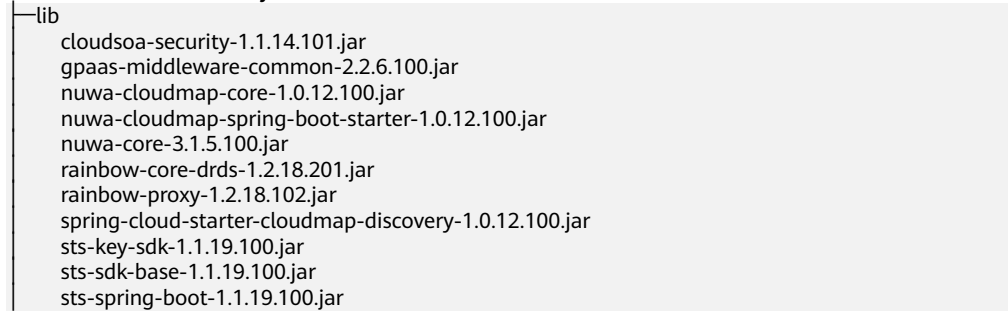 ├─lib
│ cloudsoa-security-1.1.14.101.jar
│ gpaas-middleware-common-2.2.6.100.jar
│ nuwa-cloudmap-core-1.0.12.100.jar
│ nuwa-cloudmap-spring-boot-starter-1.0.12.100.jar
│ nuwa-core-3.1.5.100.jar
│ rainbow-core-drds-1.2.18.201.jar
│ rainbow-proxy-1.2.18.102.jar
│ spring-cloud-starter-cloudmap-discovery-1.0.12.100.jar
│ sts-key-sdk-1.1.19.100.jar
│ sts-sdk-base-1.1.19.100.jar
│ sts-spring-boot-1.1.19.100.jar